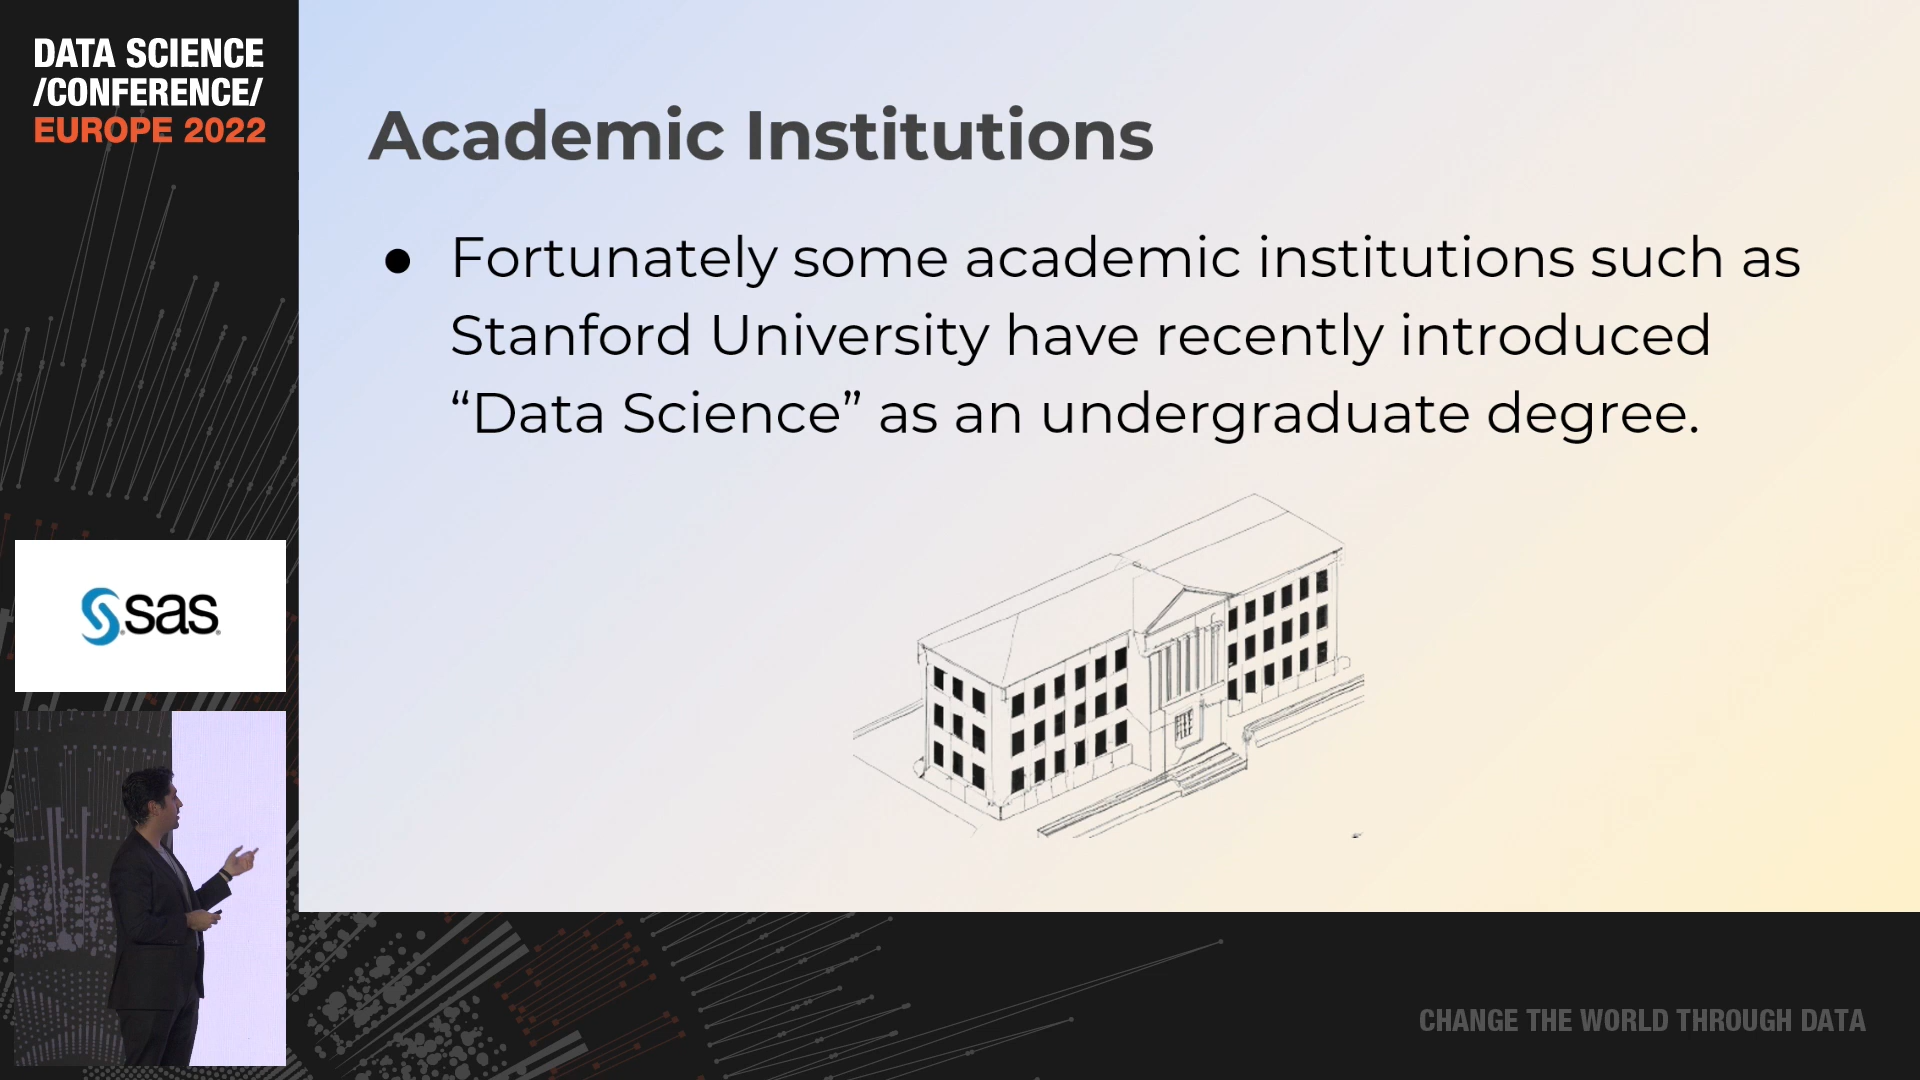 DATA SCIENCE
/CONFERENCE/
EUROPE 2022
Academic Institutions
● Fortunately some academic institutions such as
Stanford University have recently introduced
“Data Science” as an undergraduate degree.
sas
CHANGE THE WORLD THROUGH DATA